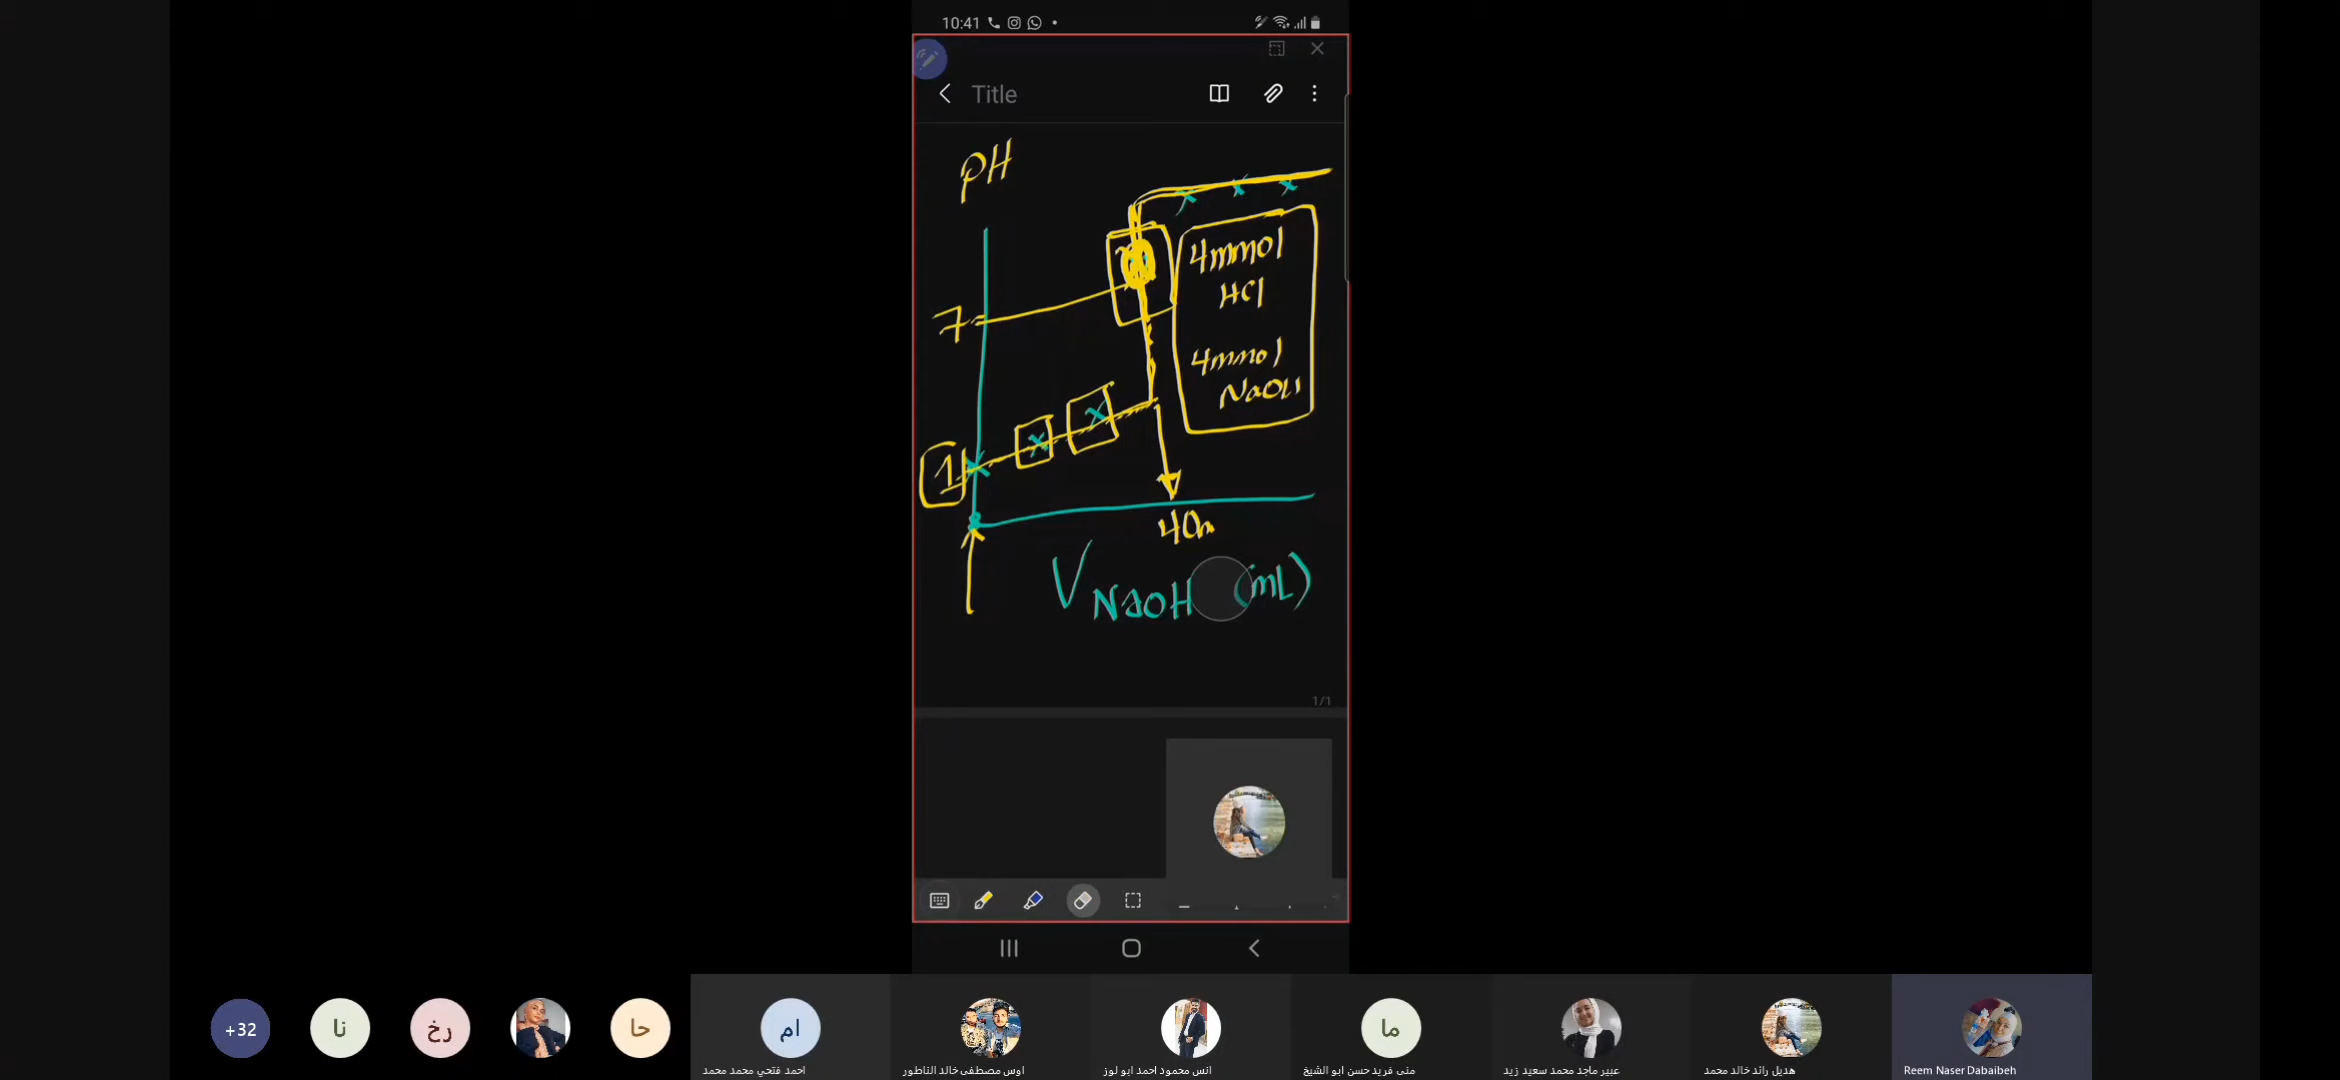 10:41
Title
PH
4mmol
HCl
7
4mmol
NaOH
1
40m
V NaOH (mL)
1/1
+32
نا
رخ
حا
ام
ما
احمد فتحي محمد محمد
اوس مصطفى خالد الناطور
انس محمود احمد ابو لوز
منى فريد حسن ابو الشيخ
عبير ماجد محمد سعيد زيد
هديل رائد خالد محمد
Reem Naser Dabaibeh